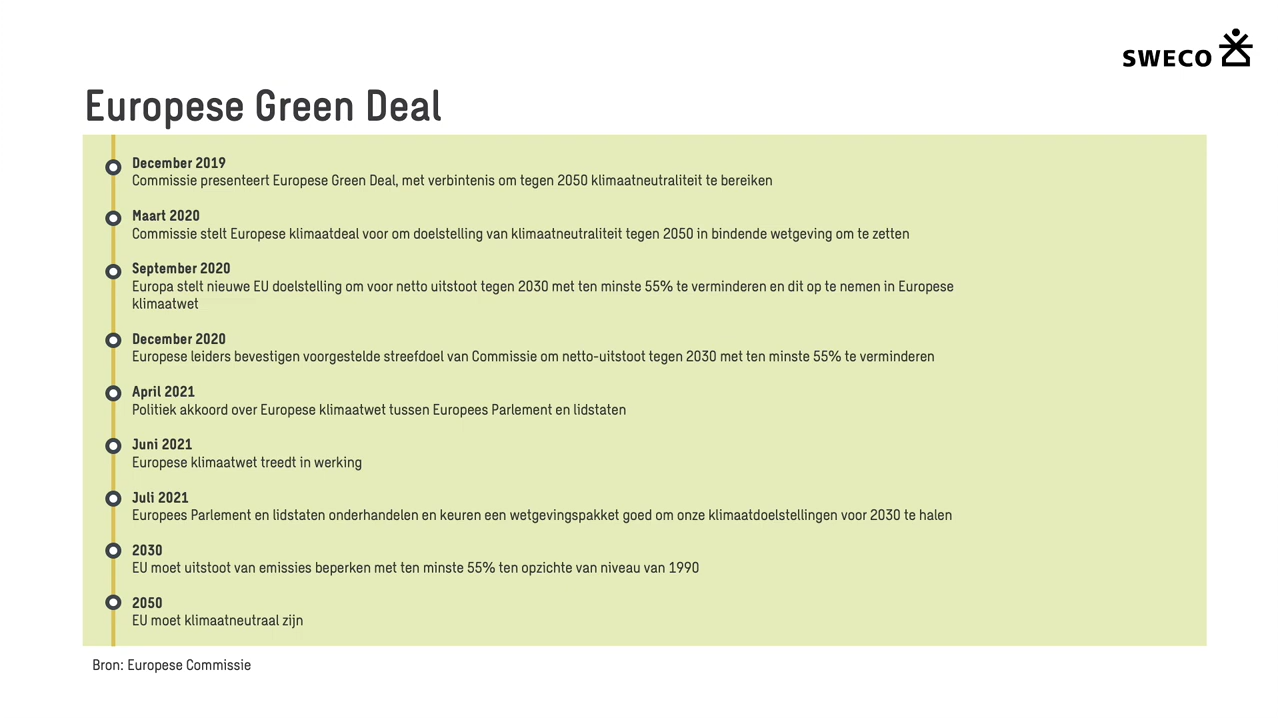 SWECO
Europese Green Deal
December 2019
Commissie presenteert Europese Green Deal, met verbintenis om tegen 2050 klimaatneutraliteit te bereiken
Maart 2020
Commissie stelt Europese klimaatdeal voor om doelstelling van klimaatneutraliteit tegen 2050 in bindende wetgeving om te zetten
September 2020
Europa stelt nieuwe EU doelstelling om voor netto uitstoot tegen 2030 met ten minste 55% te verminderen en dit op te nemen in Europese
klimaatwet
December 2020
Europese leiders bevestigen voorgestelde streefdoel van Commissie om netto-uitstoot tegen 2030 met ten minste 55% te verminderen
April 2021
Politiek akkoord over Europese klimaatwet tussen Europees Parlement en lidstaten
Juni 2021
Europese klimaatwet treedt in werking
Juli 2021
Europees Parlement en lidstaten onderhandelen en keuren een wetgevingspakket goed om onze klimaatdoelstellingen voor 2030 te halen
2030
EU moet uitstoot van emissies beperken met ten minste 55% ten opzichte van niveau van 1990
2050
EU moet klimaatneutraal zijn
Bron: Europese Commissie